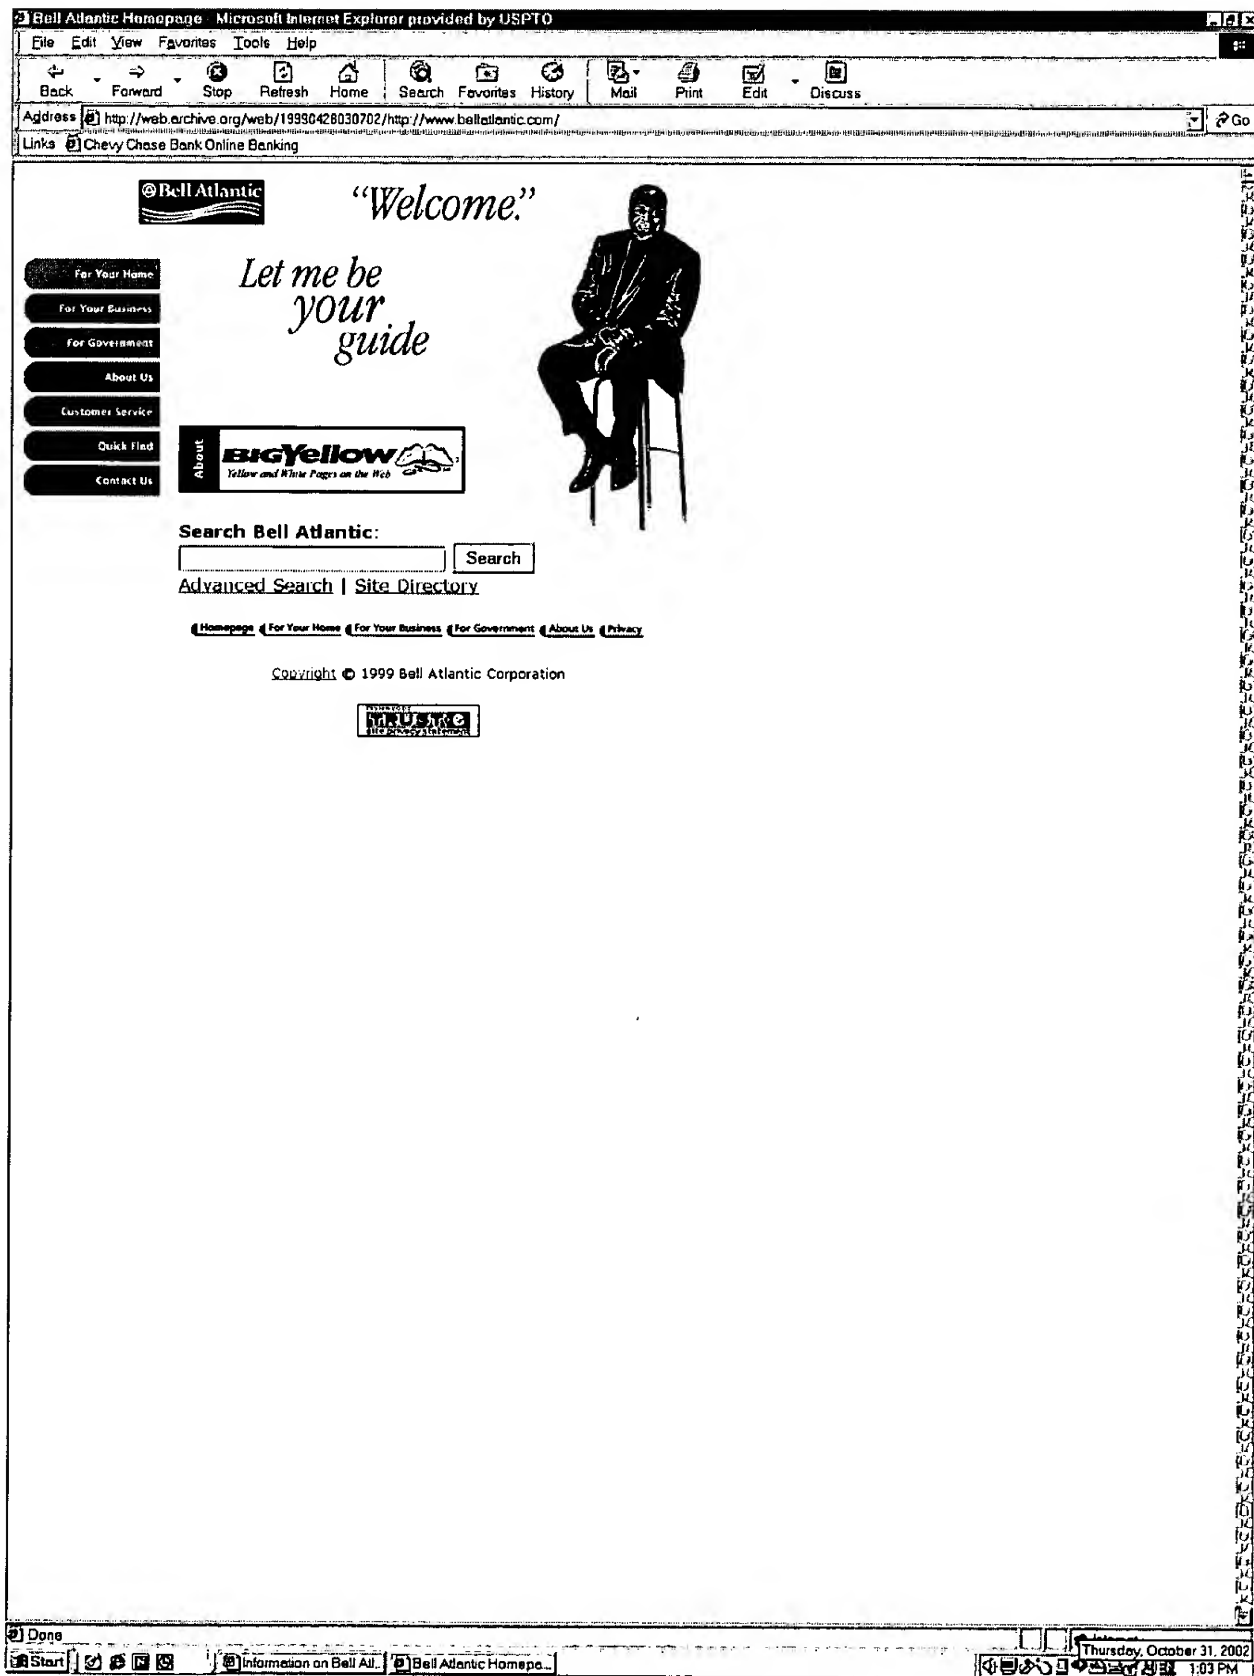 Bell Atlantic Homepage - Microsoft Internet Explorer provided by USPTO
File Edit View Favorites Tools Help
Back Forward Stop Refresh Home Search Favorites History Mail Print Edit Discuss
Address http://web.archive.org/web/19990428030702/http://www.bellatlantic.com/ Go
Links Chevy Chase Bank Online Banking
Bell Atlantic
“Welcome.”
Let me be
your
guide
For Your Home
For Your Business
For Government
About Us
Customer Service
Quick Find
Contact Us
About
BIGYellow
Yellow and White Pages on the Web
Search Bell Atlantic:
Search
Advanced Search | Site Directory
Homepage For Your Home For Your Business For Government About Us Privacy
Copyright © 1999 Bell Atlantic Corporation
TRUSTe
site privacy statement
Done
Start Information on Bell Atl... Bell Atlantic Homepa...
Thursday, October 31, 2002
1:03 PM